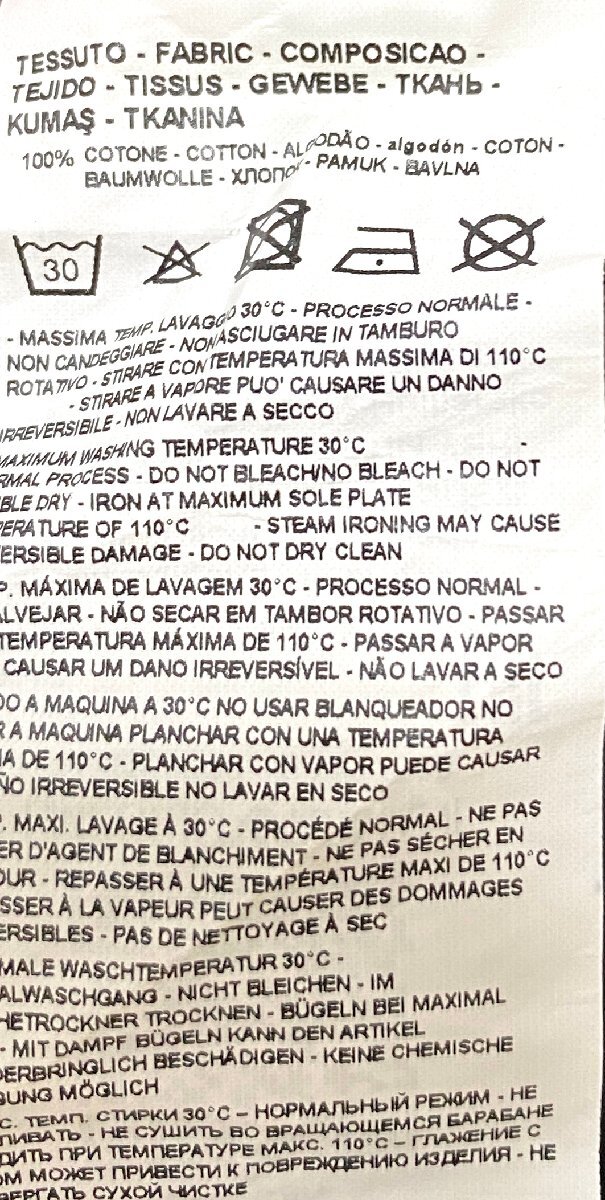 TESSUTO - FABRIC - COMPOSICAO -
TEJIDO - TISSUS - GEWEBE - ТКАНЬ -
KUMAŞ - TKANINA
100% COTONE - COTTON - ALGODÃO - algodón - COTON -
BAUMWOLLE - ХЛОПОК - PAMUK - BAVLNA
30
- MASSIMA TEMP. LAVAGGO 30°C - PROCESSO NORMALE -
NON CANDEGGIARE - NON ASCIUGARE IN TAMBURO
ROTATIVO - STIRARE CON TEMPERATURA MASSIMA DI 110°C
- STIRARE A VAPORE PUO' CAUSARE UN DANNO
IRREVERSIBILE - NON LAVARE A SECCO
MAXIMUM WASHING TEMPERATURE 30°C -
RMAL PROCESS - DO NOT BLEACH/NO BLEACH - DO NOT
BLE DRY - IRON AT MAXIMUM SOLE PLATE
PERATURE OF 110°C - STEAM IRONING MAY CAUSE
ERSIBLE DAMAGE - DO NOT DRY CLEAN
P. MÁXIMA DE LAVAGEM 30°C - PROCESSO NORMAL -
ALVEJAR - NÃO SECAR EM TAMBOR ROTATIVO - PASSAR
TEMPERATURA MÁXIMA DE 110°C - PASSAR A VAPOR
CAUSAR UM DANO IRREVERSÍVEL - NÃO LAVAR A SECO
DO A MAQUINA A 30°C NO USAR BLANQUEADOR NO
R A MAQUINA PLANCHAR CON UNA TEMPERATURA
IA DE 110°C - PLANCHAR CON VAPOR PUEDE CAUSAR
ÑO IRREVERSIBLE NO LAVAR EN SECO
P. MAXI. LAVAGE À 30°C - PROCÉDÉ NORMAL - NE PAS
ER D'AGENT DE BLANCHIMENT - NE PAS SÉCHER EN
OUR - REPASSER À UNE TEMPÉRATURE MAXI DE 110°C
SSER À LA VAPEUR PEUT CAUSER DES DOMMAGES
ERSIBLES - PAS DE NETTOYAGE À SEC
MALE WASCHTEMPERATUR 30°C -
ALWASCHGANG - NICHT BLEICHEN - IM
HETROCKNER TROCKNEN - BÜGELN BEI MAXIMAL
- MIT DAMPF BÜGELN KANN DEN ARTIKEL
DERBRINGLICH BESCHÄDIGEN - KEINE CHEMISCHE
GUNG MÖGLICH
С. ТЕМП. СТИРКИ 30°C – НОРМАЛЬНЫЙ РЕЖИМ - НЕ
ЛИВАТЬ - НЕ СУШИТЬ ВО ВРАЩАЮЩЕМСЯ БАРАБАНЕ
ДИТЬ ПРИ ТЕМПЕРАТУРЕ МАКС. 110°C – ГЛАЖЕНИЕ С
ОМ МОЖЕТ ПРИВЕСТИ К ПОВРЕЖДЕНИЮ ИЗДЕЛИЯ - НЕ
ВЕРГАТЬ СУХОЙ ЧИСТКЕ